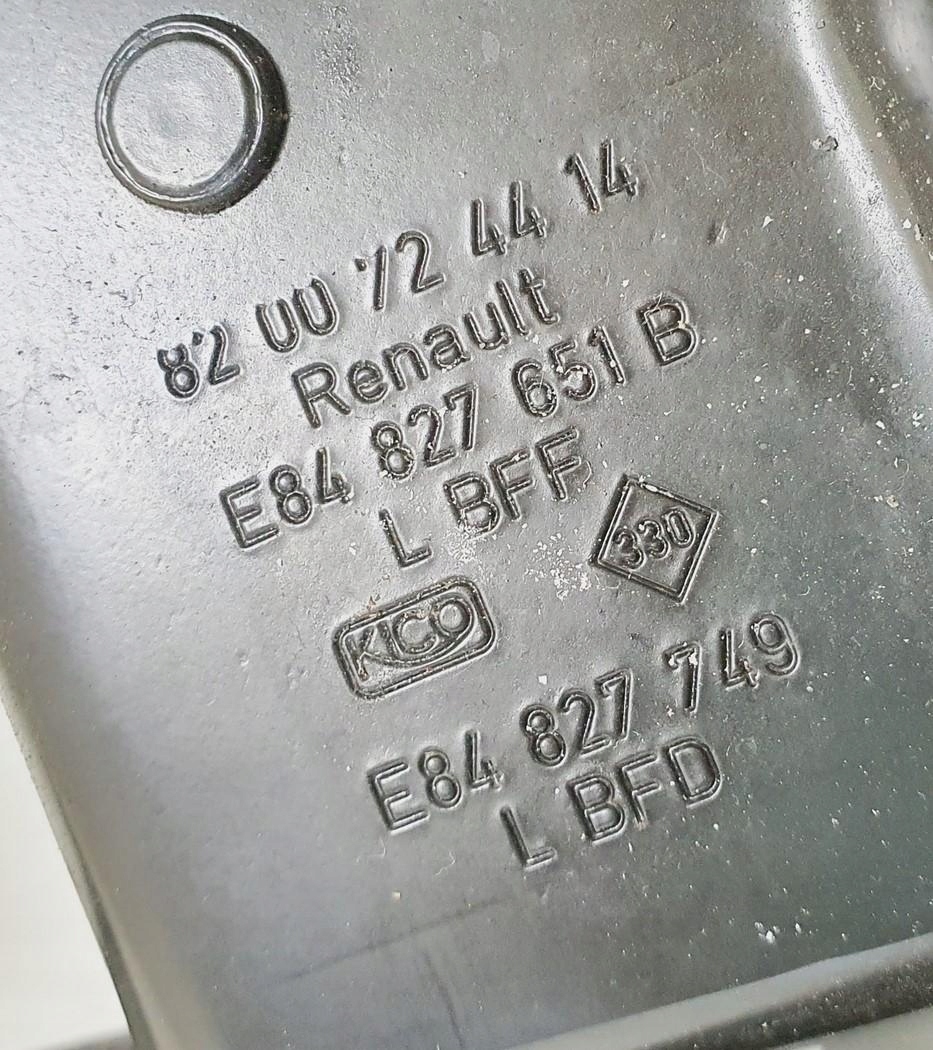 82 00 72 44 14
Renault
E84 827 651 B
L BFF
330
KICO
E84 827 749
L BFD